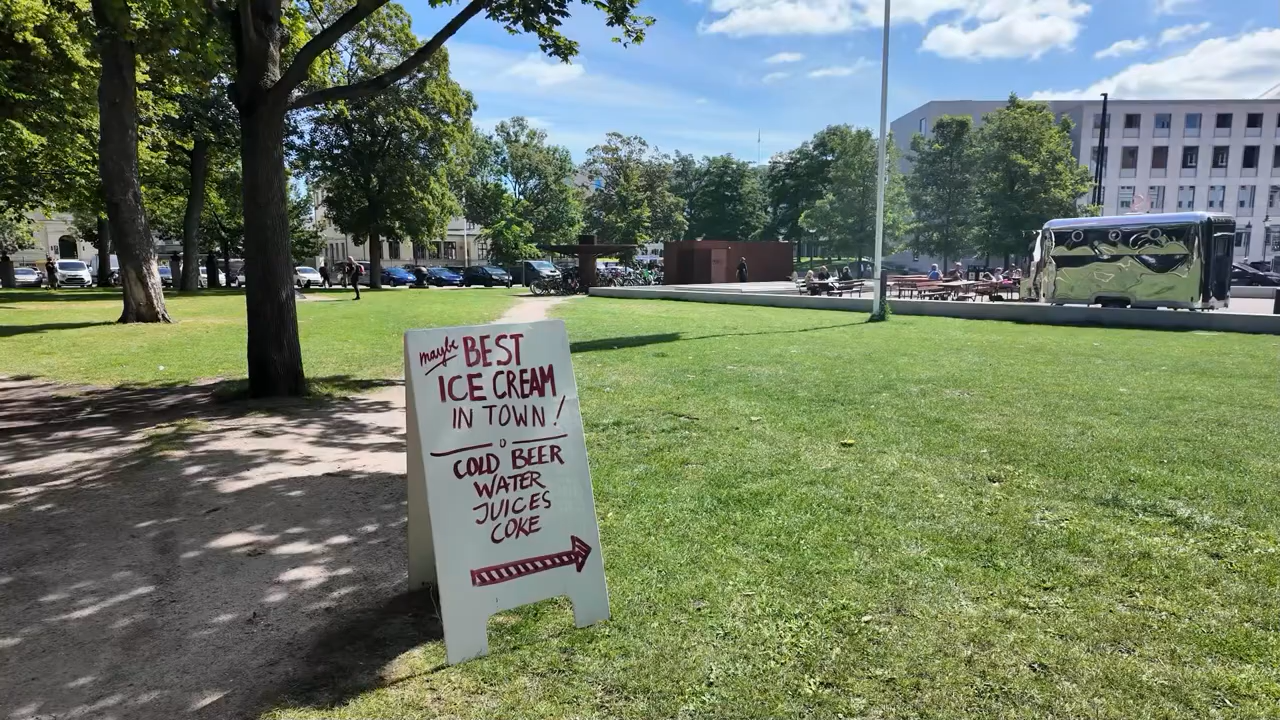 maybe BEST
ICE CREAM
IN TOWN!
COLD BEER
WATER
JUICES
COKE